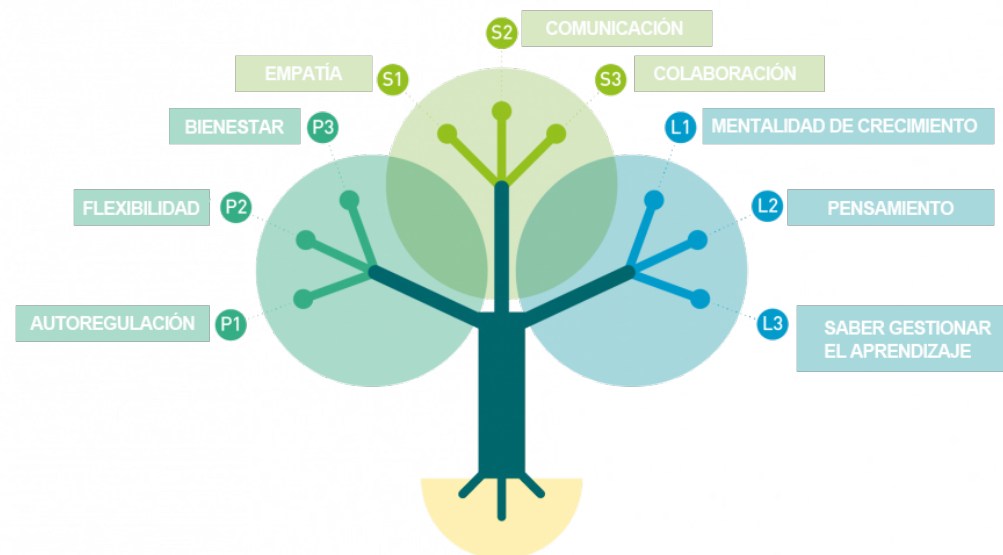 COMUNICACIÓN
S2
EMPATÍA
S1
S3
COLABORACIÓN
BIENESTAR
P3
L1
MENTALIDAD DE CRECIMIENTO
FLEXIBILIDAD
P2
L2
PENSAMIENTO
AUTOREGULACIÓN
P1
L3
SABER GESTIONAR
EL APRENDIZAJE